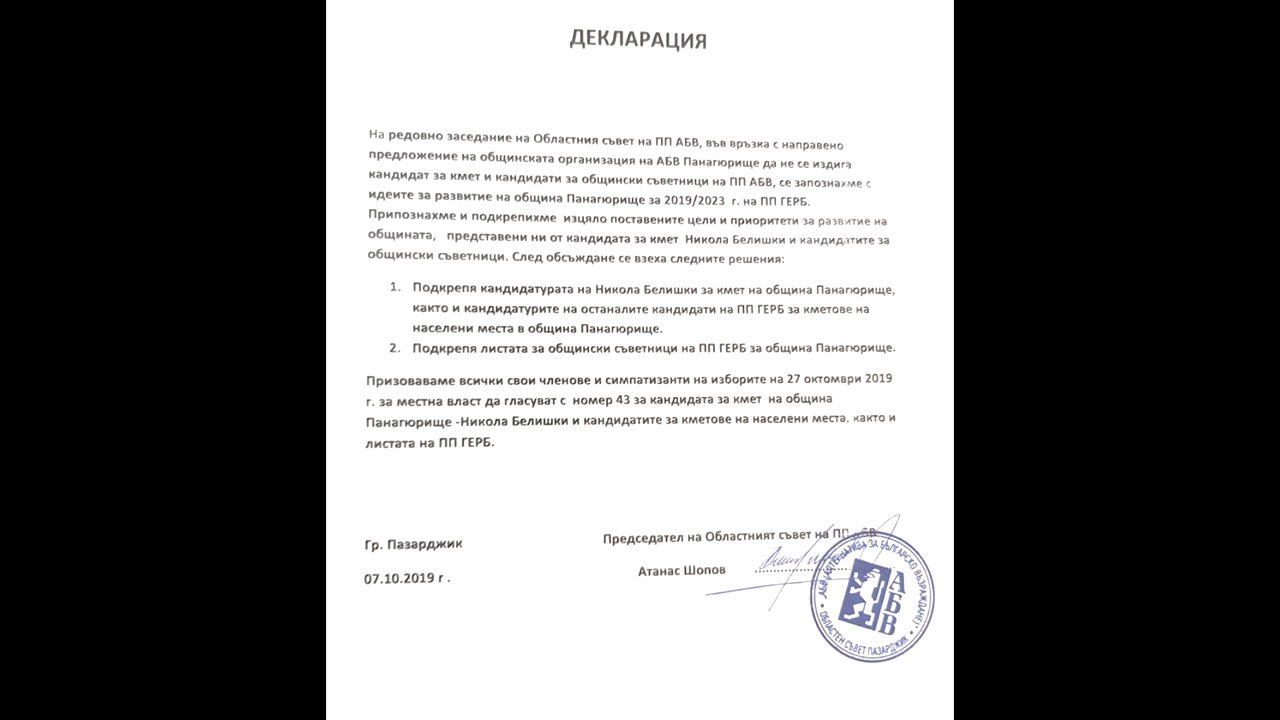 ДЕКЛАРАЦИЯ
На редовно заседание на Областния съвет на ПП АБВ, във връзка с направено
предложение на общинската организация на АБВ Панагюрище да не се издига
кандидат за кмет и кандидати за общински съветници на ПП АБВ, се запознахме с
идеите за развитие на община Панагюрище за 2019/2023 г. на ПП ГЕРБ.
Припознахме и подкрепихме изцяло поставените цели и приоритети за развитие на
общината, представени ни от кандидата за кмет Никола Белишки и кандидатите за
общински съветници. След обсъждане се взеха следните решения:
1. Подкрепя кандидатурата на Никола Белишки за кмет на община Панагюрище,
както и кандидатурите на останалите кандидати на ПП ГЕРБ за кметове на
населени места в община Панагюрище.
2. Подкрепя листата за общински съветници на ПП ГЕРБ за община Панагюрище.
Призоваваме всички свои членове и симпатизанти на изборите на 27 октомври 2019
г. за местна власт да гласуват с номер 43 за кандидата за кмет на община
Панагюрище -Никола Белишки и кандидатите за кметове на населени места, както и
листата на ПП ГЕРБ.
Гр. Пазарджик
07.10.2019 г .
Председател на Областният съвет на ПП АБВ
Атанас Шопов
АБВ
ОБЛАСТЕН СЪВЕТ ПАЗАРДЖИК